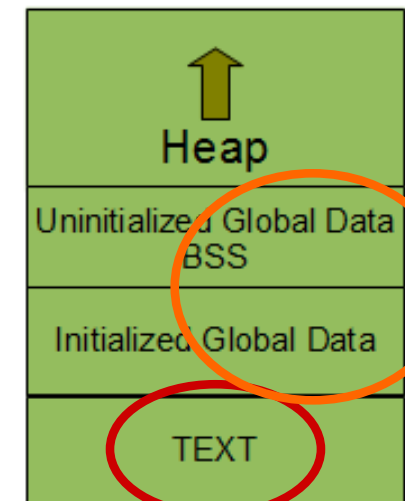 Heap
Uninitialized Global Data
BSS
Initialized Global Data
TEXT